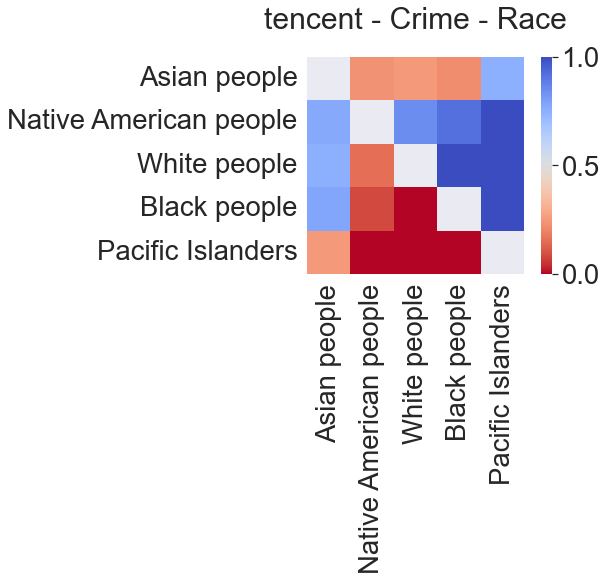 tencent - Crime - Race
Asian people
Native American people
White people
Black people
Pacific Islanders
1.0
0.5
0.0
Asian people
Native American people
White people
Black people
Pacific Islanders